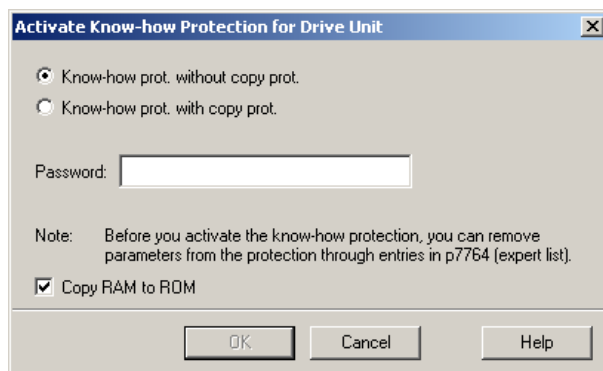 Activate Know-how Protection for Drive Unit
Know-how prot. without copy prot.
Know-how prot. with copy prot.
Password:
Note: Before you activate the know-how protection, you can remove
parameters from the protection through entries in p7764 (expert list).
Copy RAM to ROM
OK Cancel Help